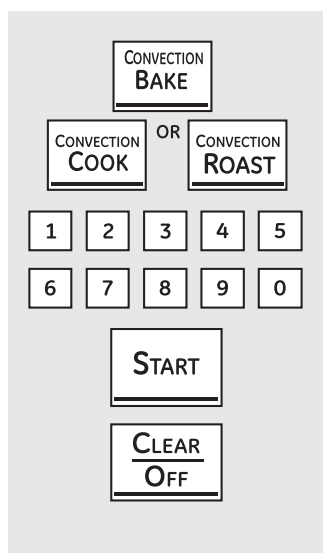 CONVECTION
BAKE
OR
CONVECTION
COOK
CONVECTION
ROAST
1 2 3 4 5
6 7 8 9 0
START
CLEAR
OFF